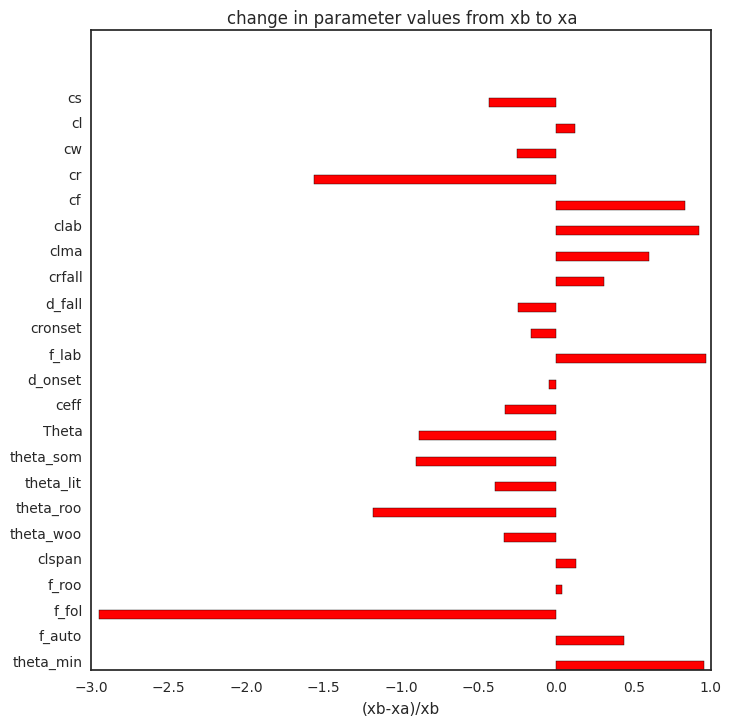 change in parameter values from xb to xa
cs
cl
cw
cr
cf
clab
clma
crfall
d_fall
cronset
f_lab
d_onset
ceff
Theta
theta_som
theta_lit
theta_roo
theta_woo
clspan
f_roo
f_fol
f_auto
theta_min
−3.0 −2.5 −2.0 −1.5 −1.0 −0.5 0.0 0.5 1.0
(xb-xa)/xb